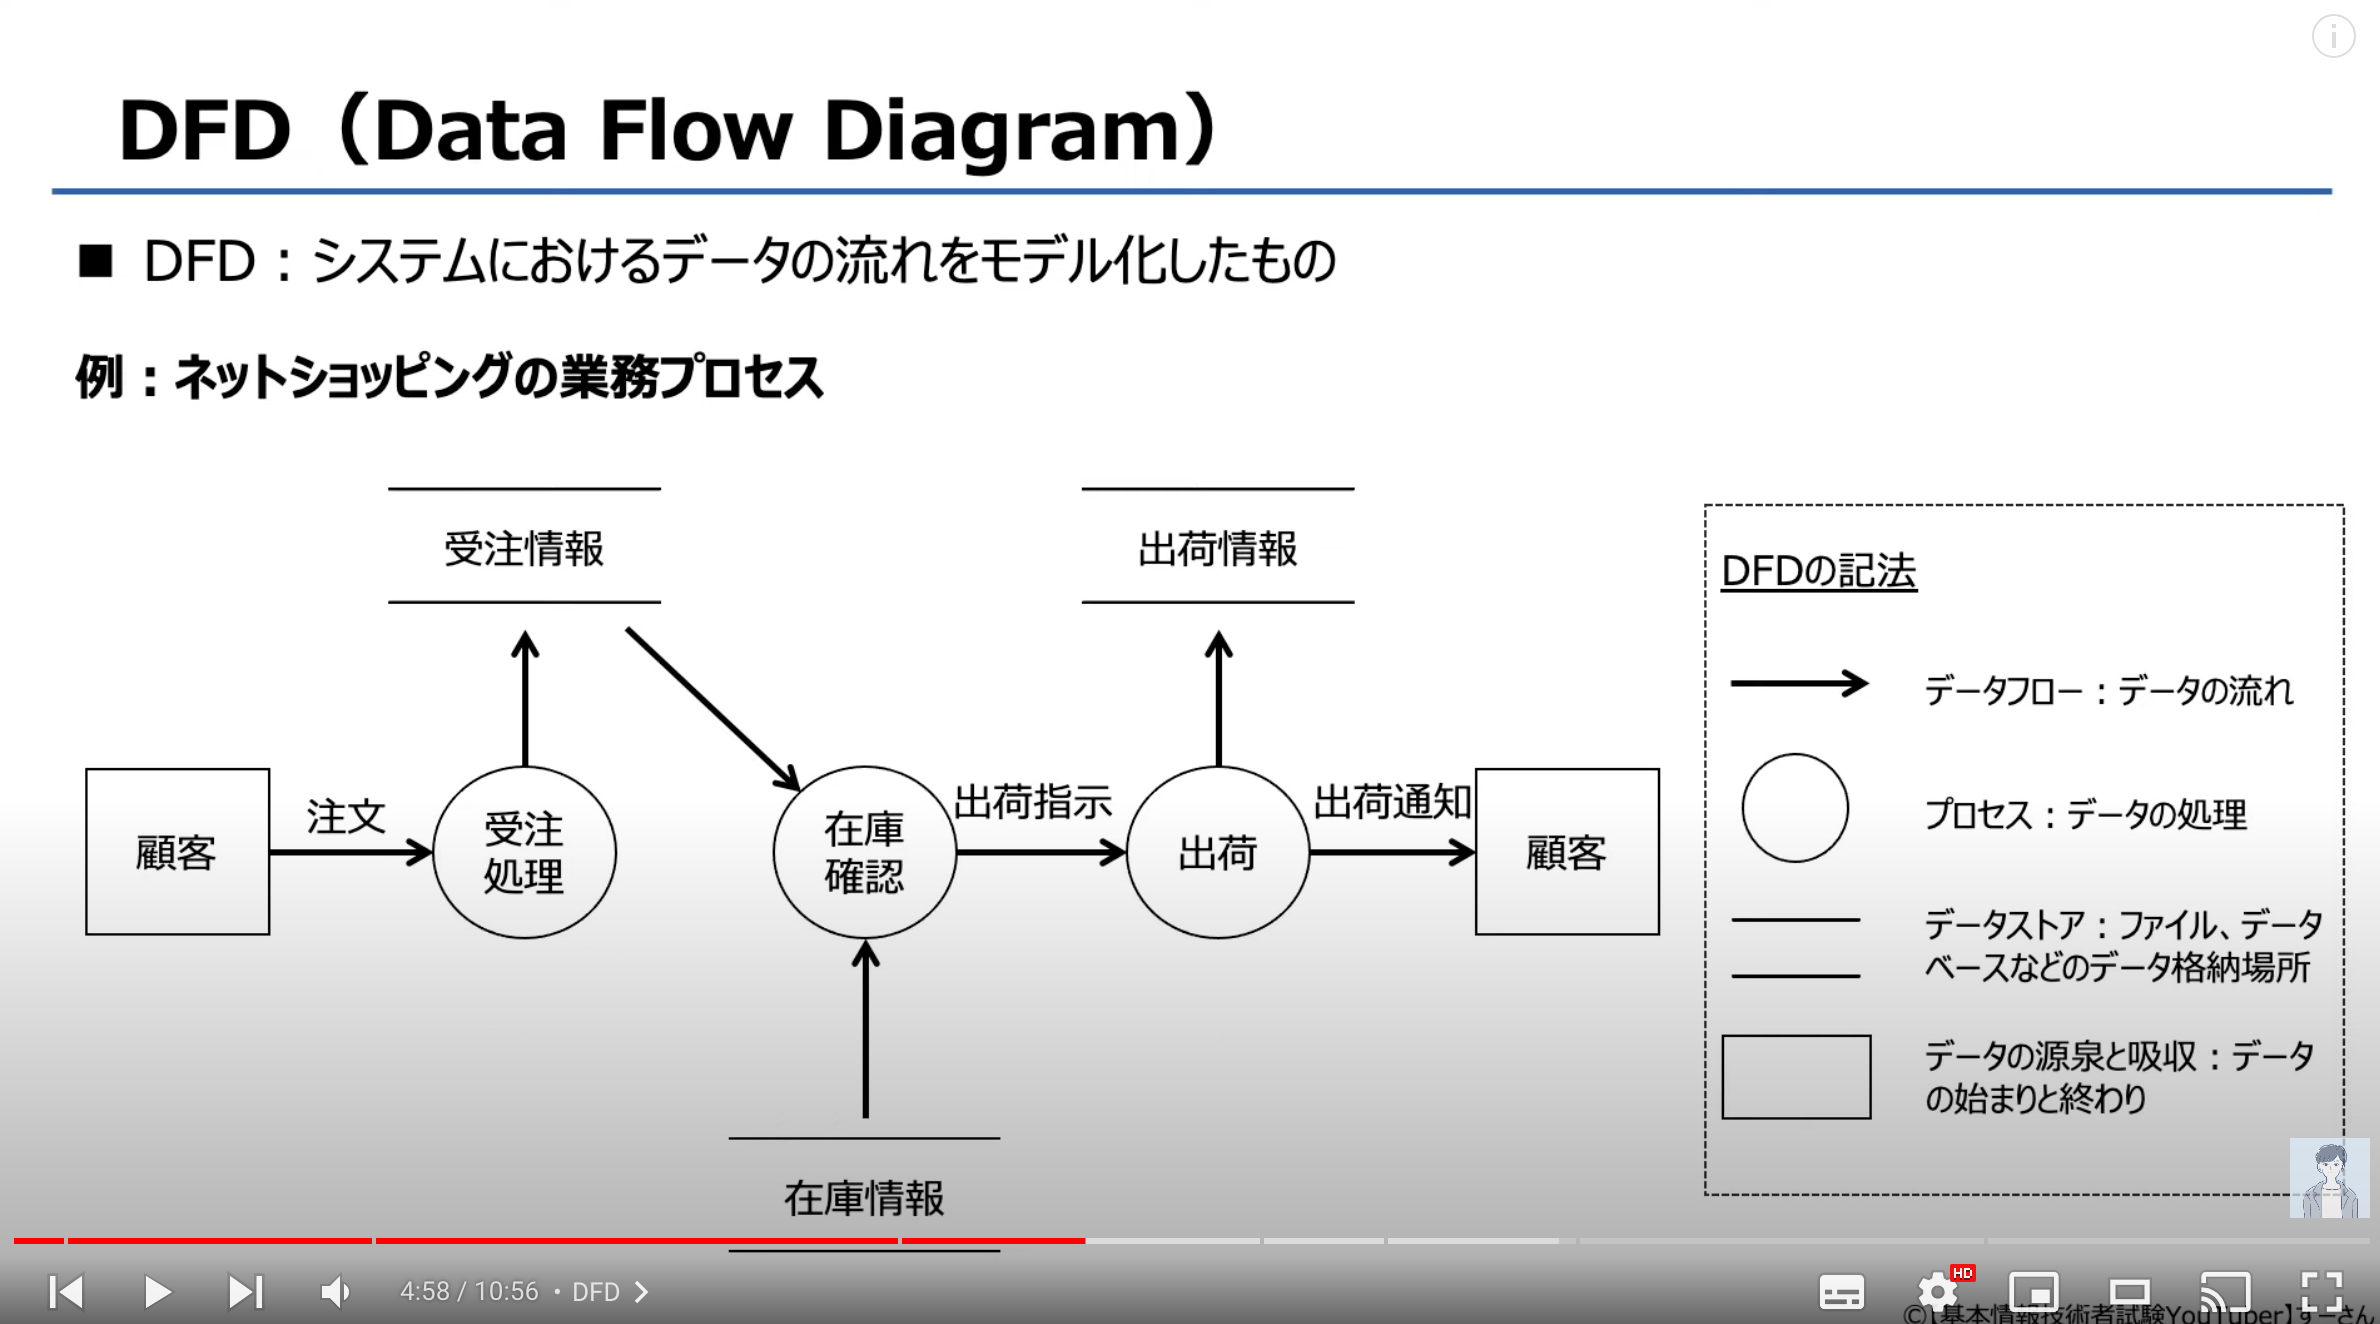 DFD（Data Flow Diagram）
■ DFD：システムにおけるデータの流れをモデル化したもの
例：ネットショッピングの業務プロセス
受注情報
出荷情報
顧客
注文
受注
処理
在庫
確認
出荷指示
出荷
出荷通知
顧客
在庫情報
DFDの記法
データフロー：データの流れ
プロセス：データの処理
データストア：ファイル、データ
ベースなどのデータ格納場所
データの源泉と吸収：データ
の始まりと終わり
4:58 / 10:56 • DFD
HD
©【基本情報技術者試験YouTuber】すーさん